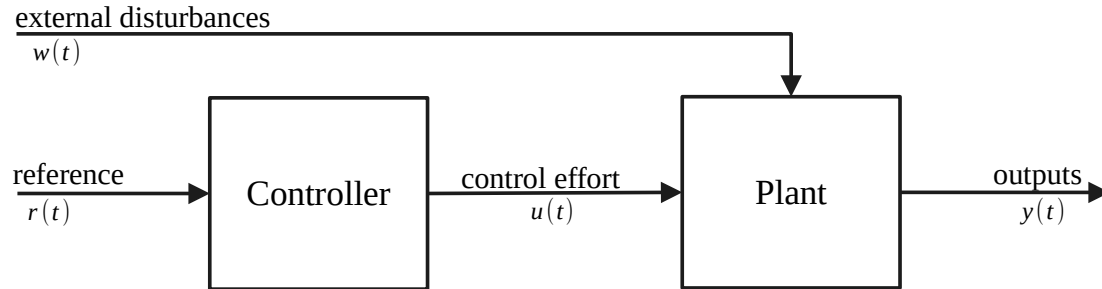 external disturbances
w(t)
reference
r(t)
Controller
control effort
u(t)
Plant
outputs
y(t)